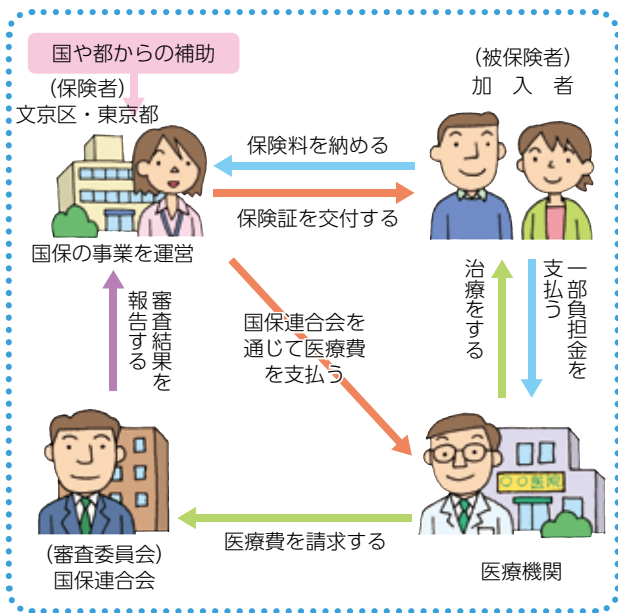 国や都からの補助
(保険者)
文京区・東京都
国保の事業を運営
(被保険者)
加入者
保険料を納める
保険証を交付する
審査結果を
報告する
国保連合会を
通じて医療費
を支払う
治療をする
一部負担金を
支払う
(審査委員会)
国保連合会
医療費を請求する
〇〇医院
医療機関